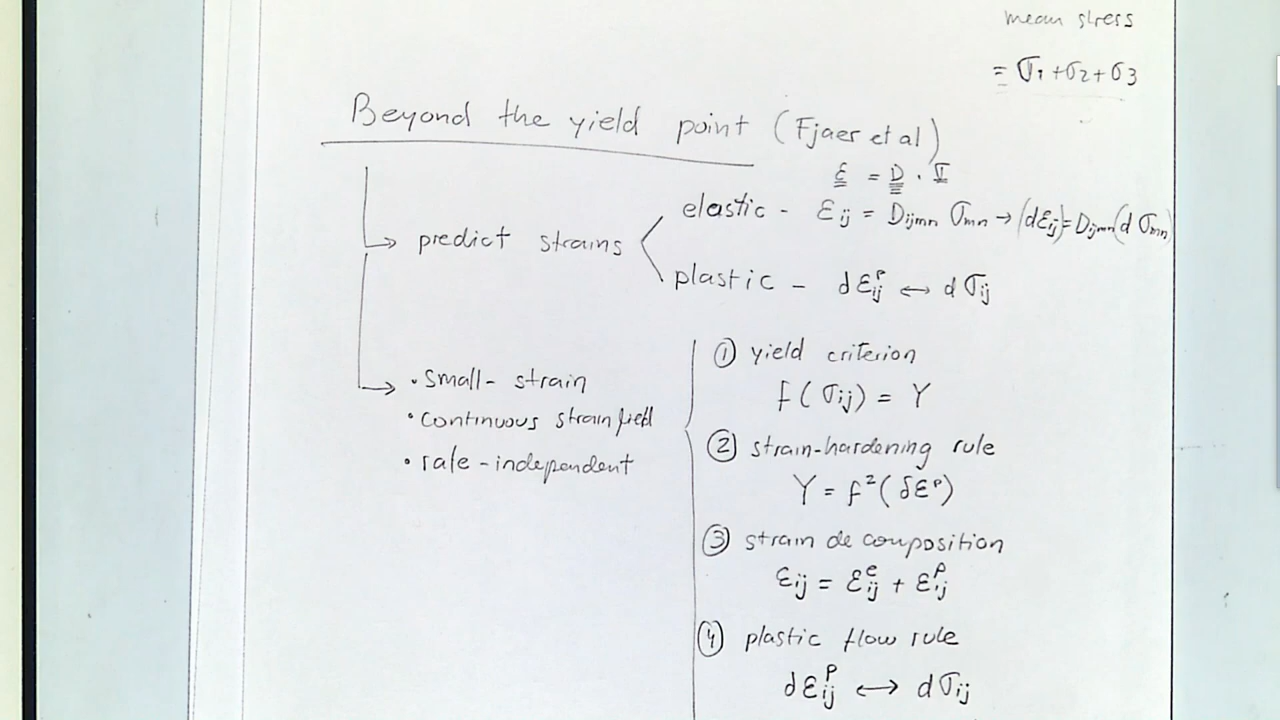 mean stress
= σ1 + σ2 + σ3
Beyond the yield point (Fjaer et al)
ε = D · σ
elastic - εij = Dijmn σmn → (dεij) = Dijmn (d σmn)
predict strains
plastic - dεᵖij ↔ dσij
① yield criterion
f(σij) = Y
• small-strain
• continuous strain field
• rate-independent
② strain-hardening rule
Y = f²(δεᵖ)
③ strain decomposition
εij = εᵉij + εᵖij
④ plastic flow rule
dεᵖij ↔ dσij